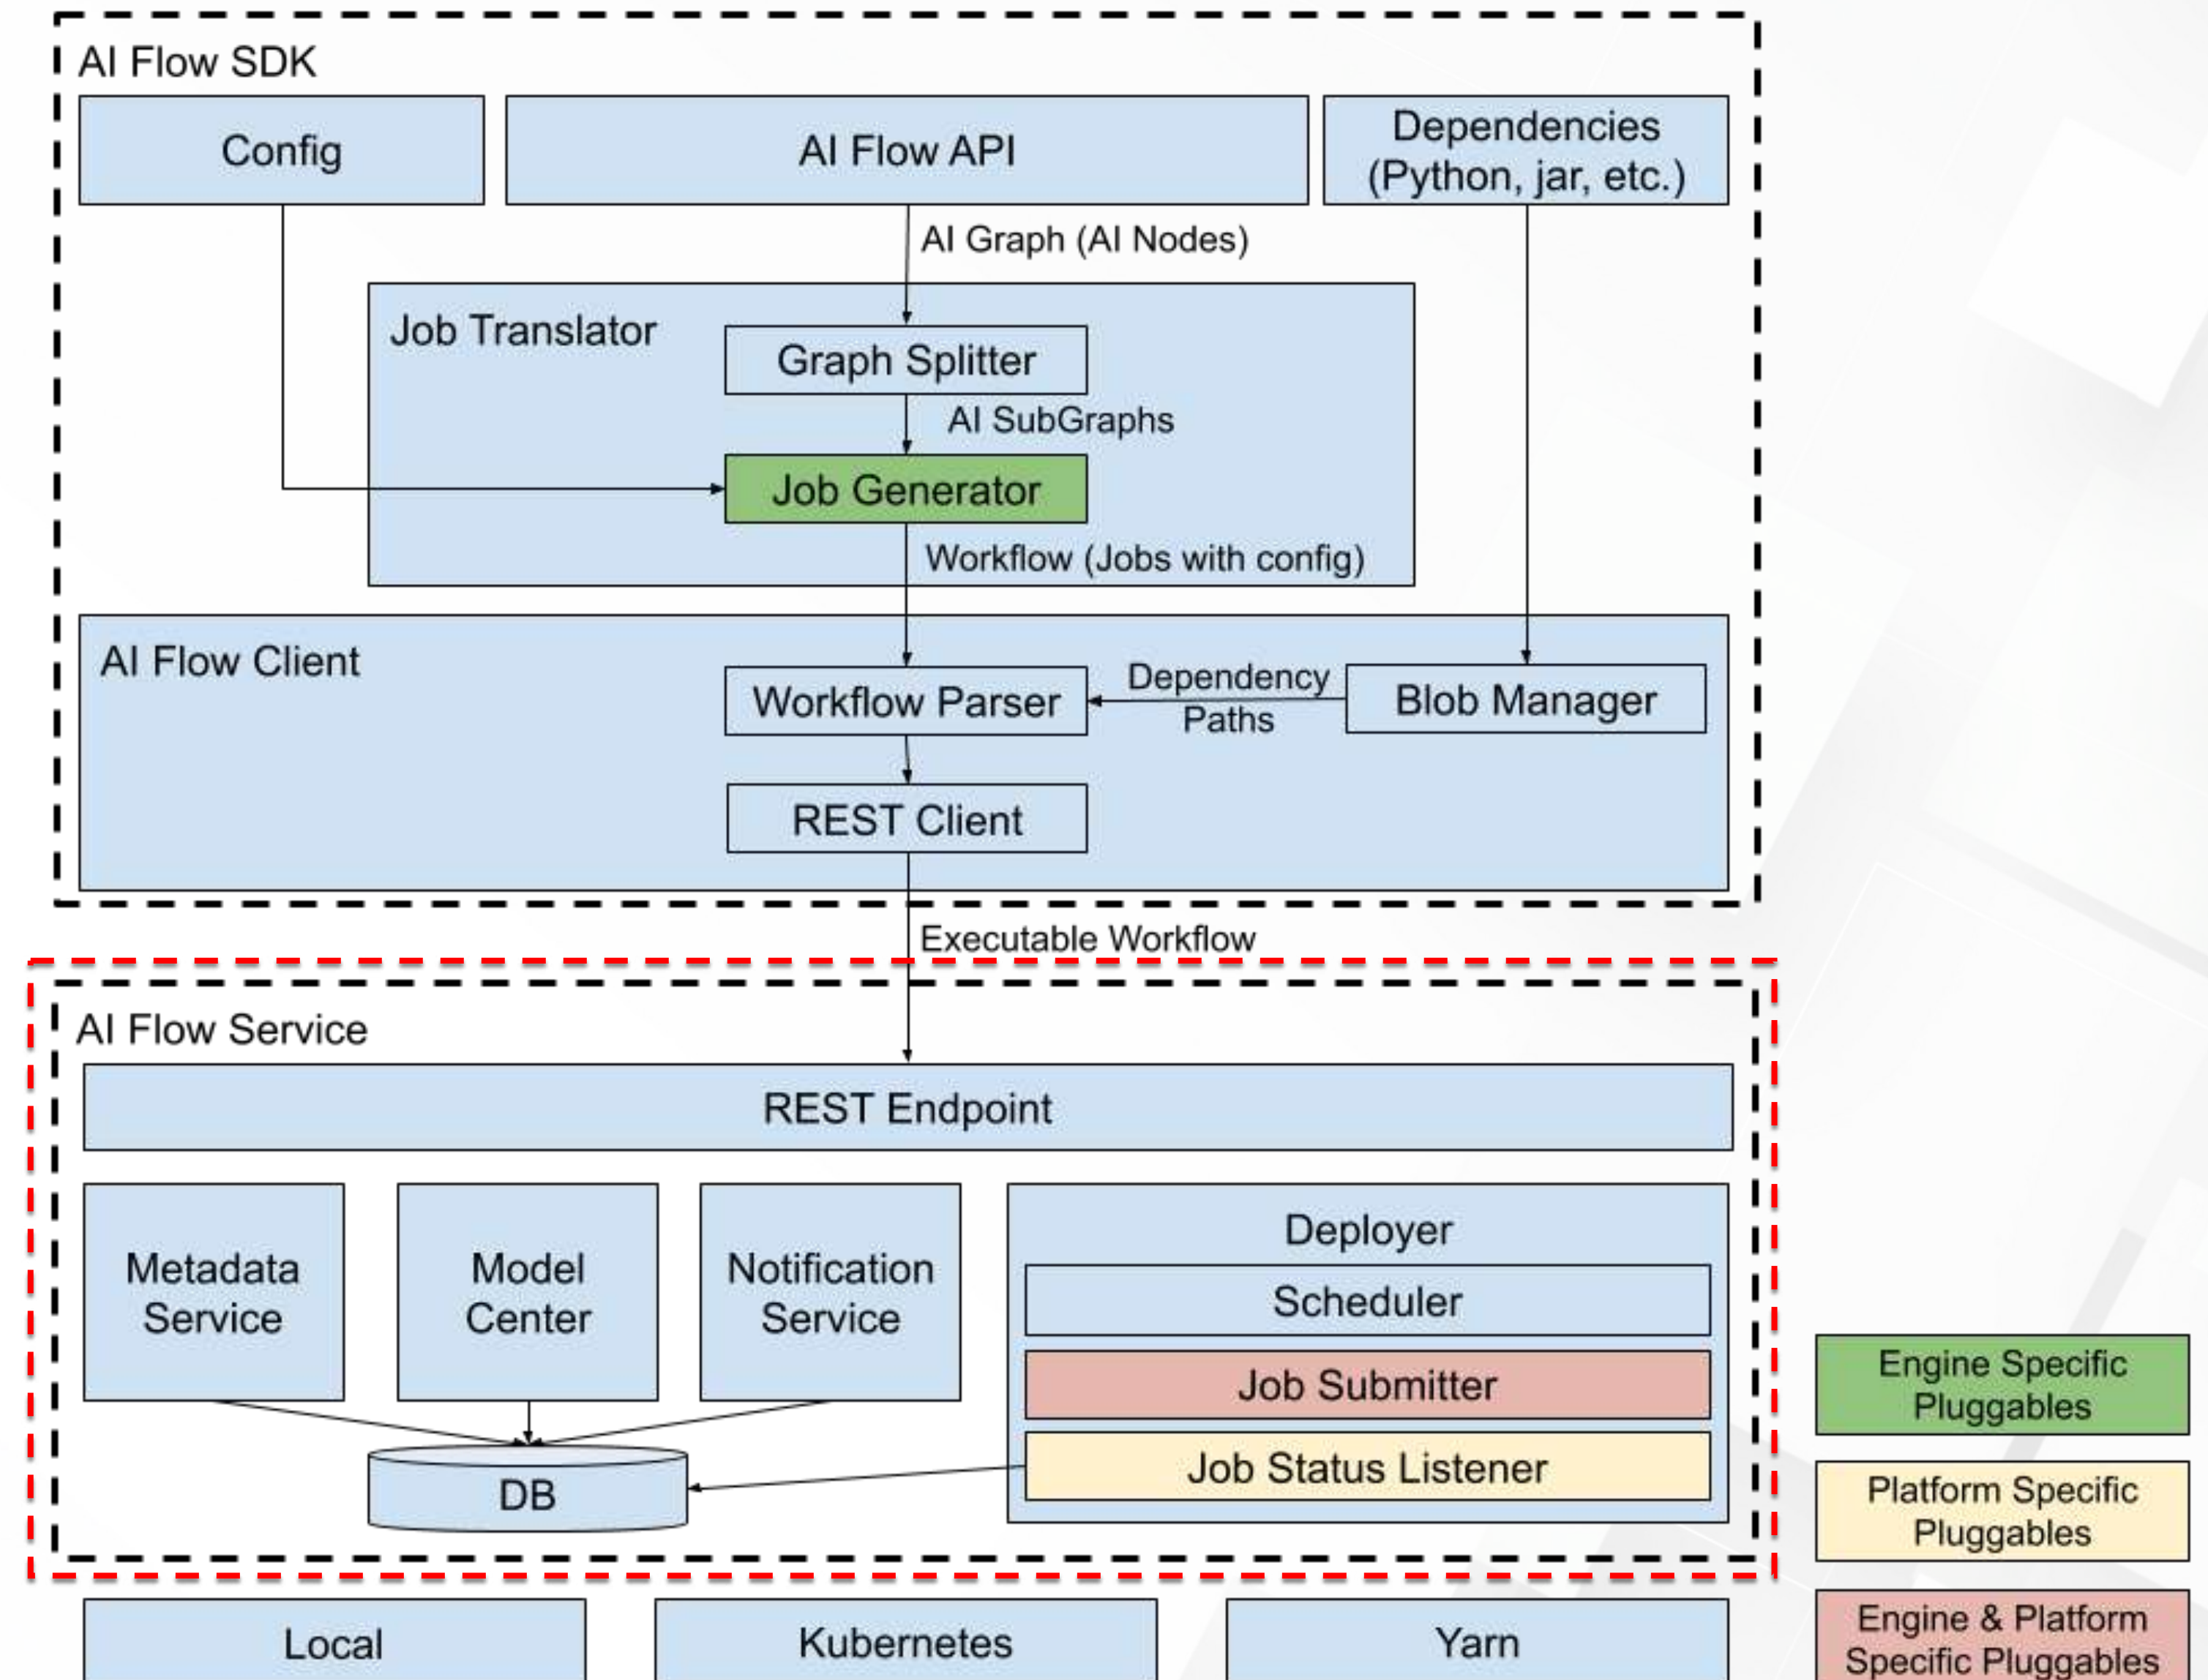 AI Flow SDK
Config
AI Flow API
Dependencies
(Python, jar, etc.)
AI Graph (AI Nodes)
Job Translator
Graph Splitter
AI SubGraphs
Job Generator
Workflow (Jobs with config)
AI Flow Client
Workflow Parser
Dependency
Paths
Blob Manager
REST Client
Executable Workflow
AI Flow Service
REST Endpoint
Metadata
Service
Model
Center
Notification
Service
Deployer
Scheduler
Job Submitter
Job Status Listener
DB
Engine Specific
Pluggables
Platform Specific
Pluggables
Engine & Platform
Specific Pluggables
Local
Kubernetes
Yarn